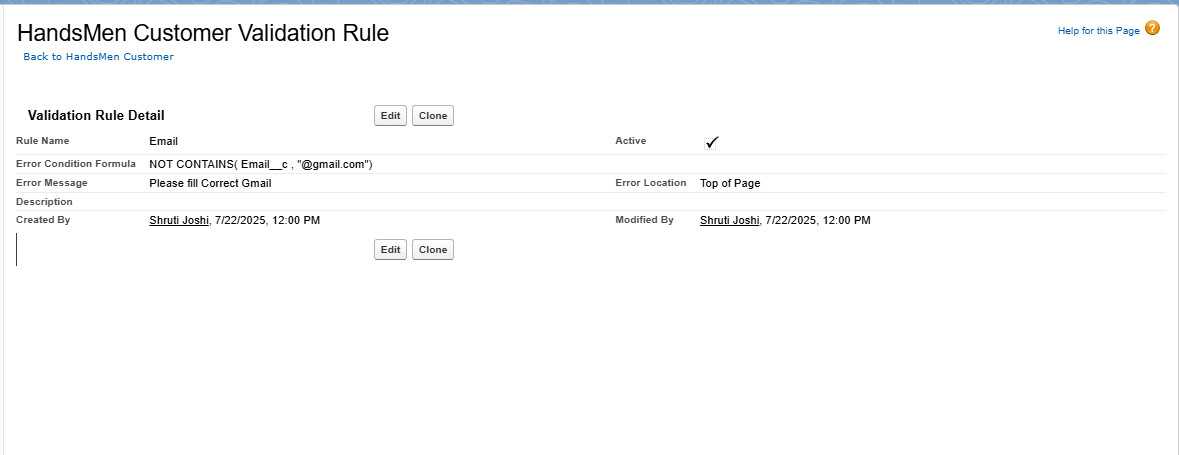 HandsMen Customer Validation Rule
Help for this Page ?
Back to HandsMen Customer
Validation Rule Detail Edit Clone
Rule Name Email Active ✓
Error Condition Formula NOT CONTAINS( Email__c , "@gmail.com")
Error Message Please fill Correct Gmail Error Location Top of Page
Description
Created By Shruti Joshi, 7/22/2025, 12:00 PM Modified By Shruti Joshi, 7/22/2025, 12:00 PM
Edit Clone